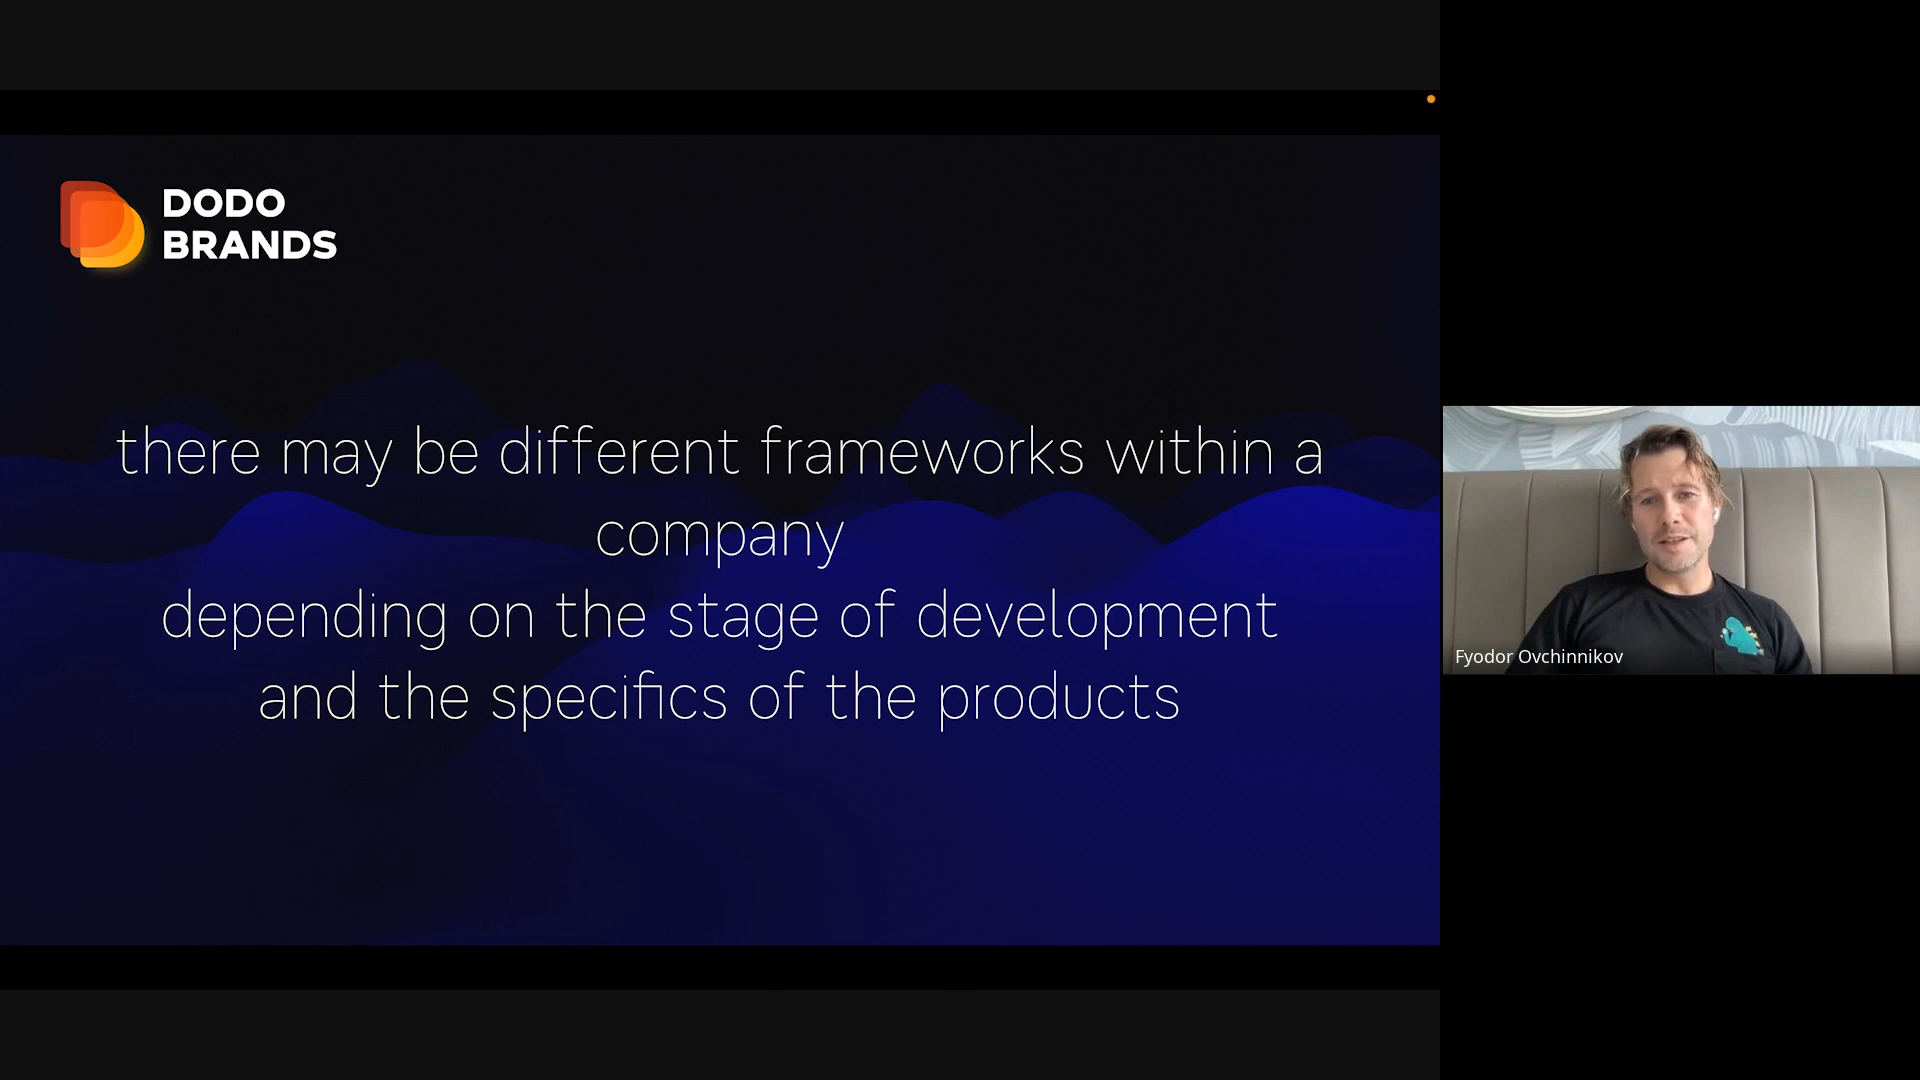 DODO
BRANDS
there may be different frameworks within a
company
depending on the stage of development
and the specifics of the products
Fyodor Ovchinnikov